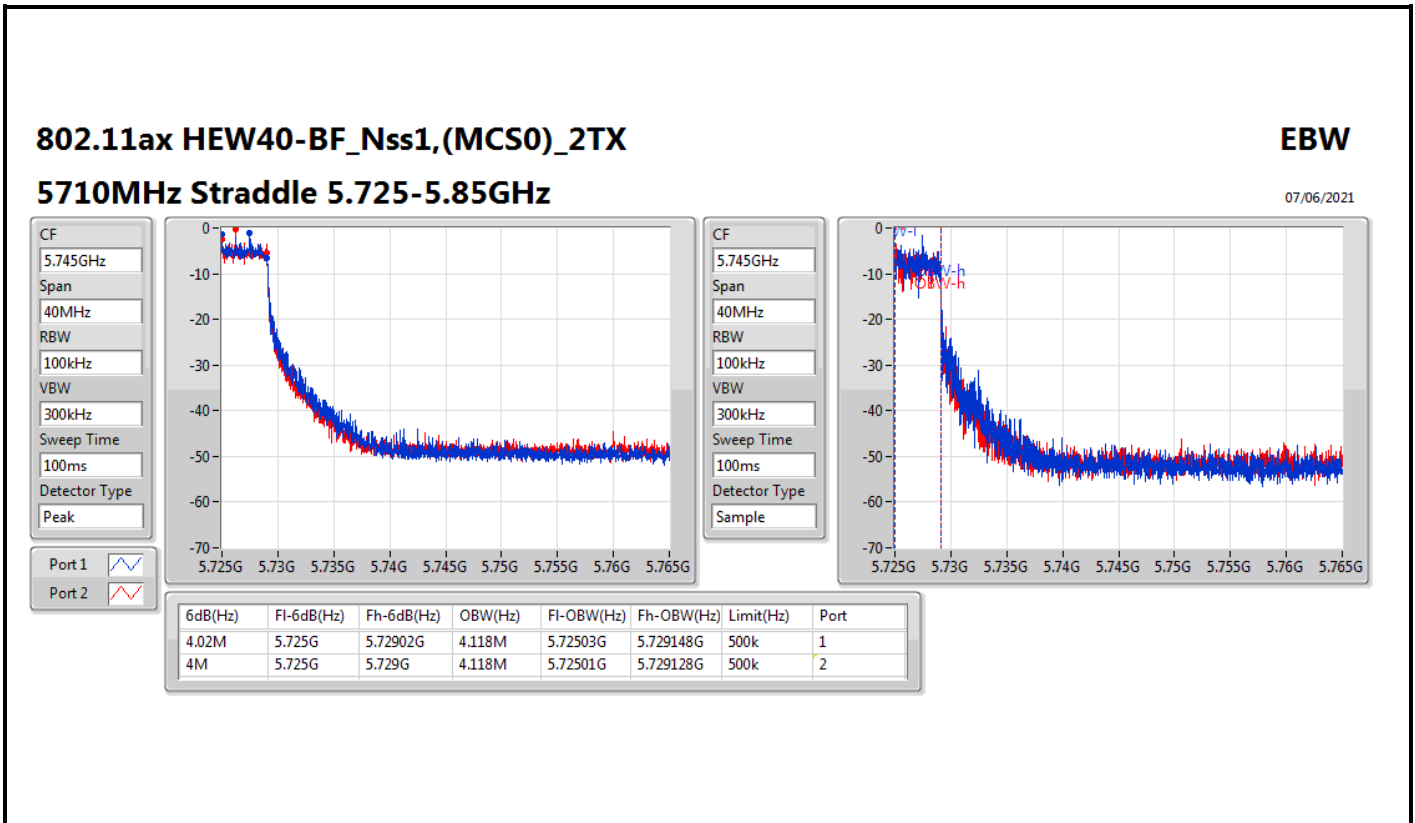 802.11ax HEW40-BF_Nss1,(MCS0)_2TX
EBW
5710MHz Straddle 5.725-5.85GHz
07/06/2021
CF
5.745GHz
Span
40MHz
RBW
100kHz
VBW
300kHz
Sweep Time
100ms
Detector Type
Peak
Port 1
Port 2
0
-10
-20
-30
-40
-50
-60
-70
5.725G 5.73G 5.735G 5.74G 5.745G 5.75G 5.755G 5.76G 5.765G
CF
5.745GHz
Span
40MHz
RBW
100kHz
VBW
300kHz
Sweep Time
100ms
Detector Type
Sample
0
-10
-20
-30
-40
-50
-60
-70
W-l
W-h
OBW-h
5.725G 5.73G 5.735G 5.74G 5.745G 5.75G 5.755G 5.76G 5.765G
6dB(Hz) Fl-6dB(Hz) Fh-6dB(Hz) OBW(Hz) Fl-OBW(Hz) Fh-OBW(Hz) Limit(Hz) Port
4.02M 5.725G 5.72902G 4.118M 5.72503G 5.729148G 500k 1
4M 5.725G 5.729G 4.118M 5.72501G 5.729128G 500k 2